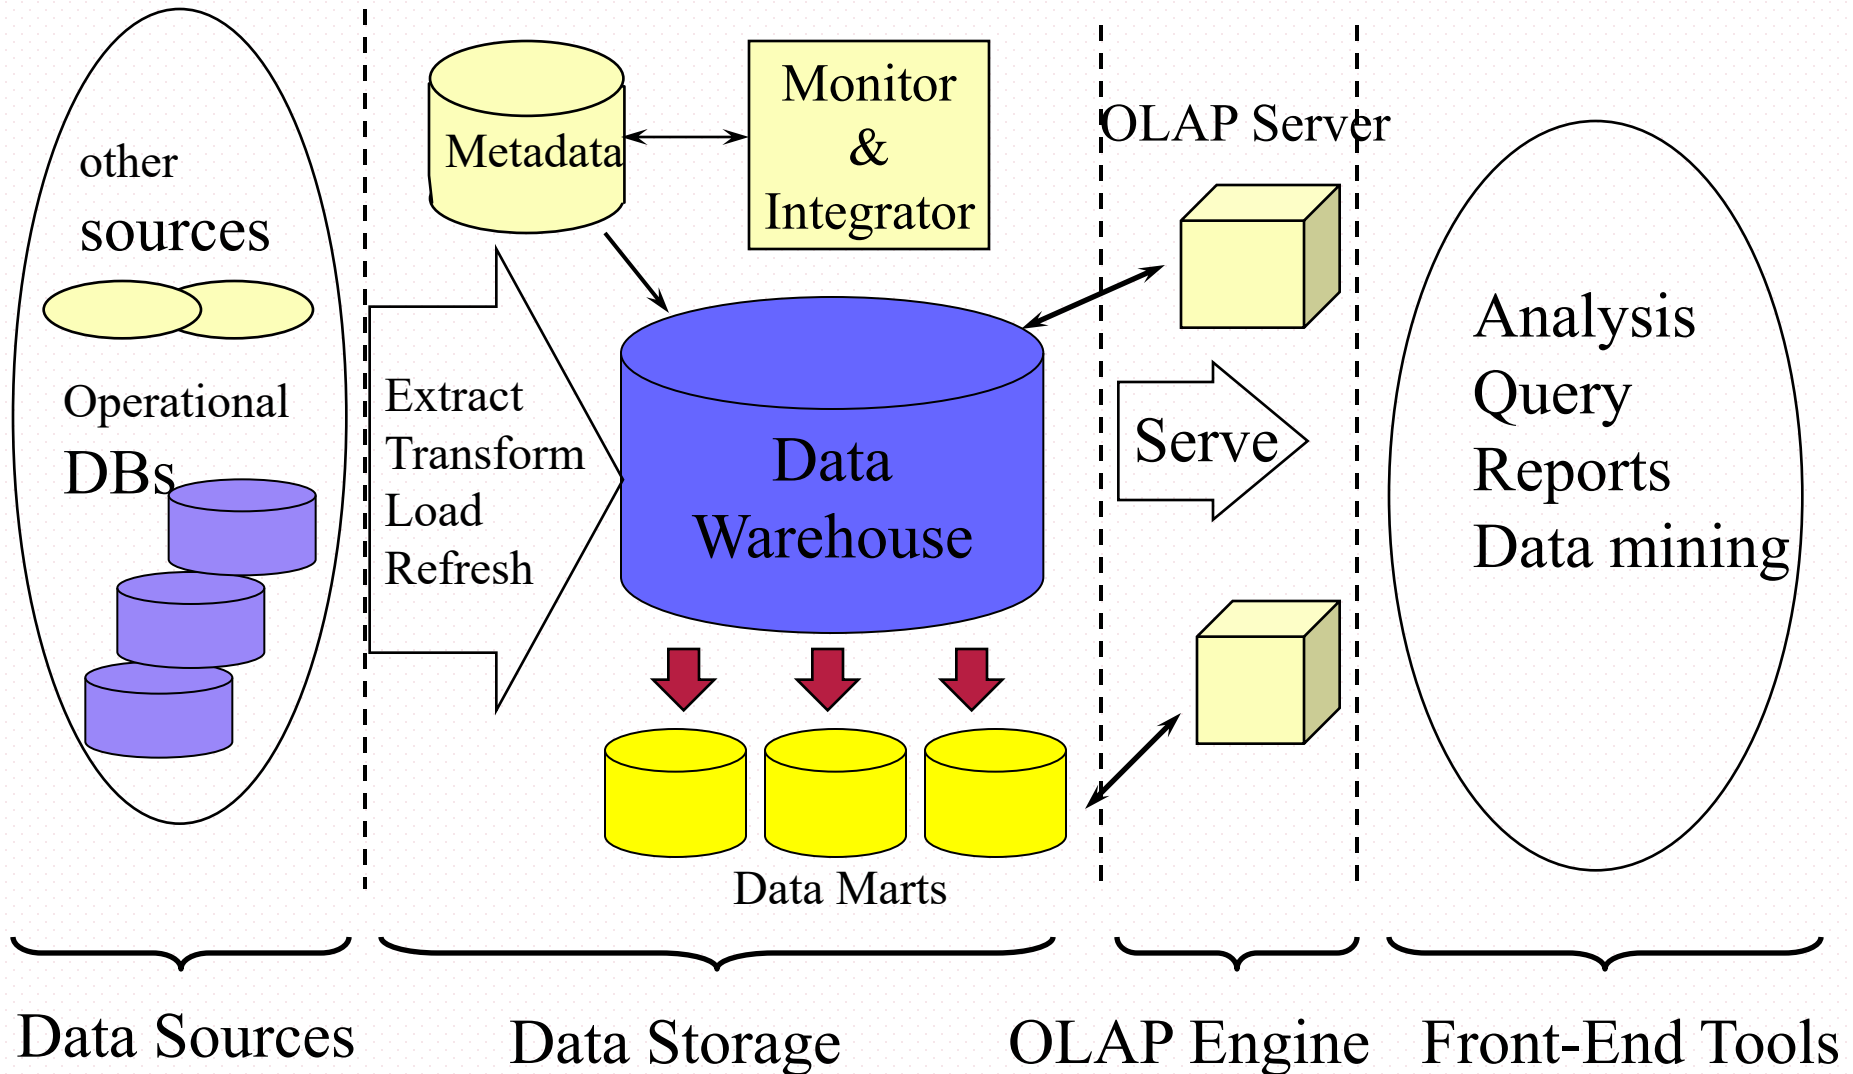 other
sources
Operational
DBs
Extract
Transform
Load
Refresh
Metadata
Monitor
&
Integrator
Data
Warehouse
Data Marts
OLAP Server
Serve
Analysis
Query
Reports
Data mining
Data Sources
Data Storage
OLAP Engine
Front-End Tools